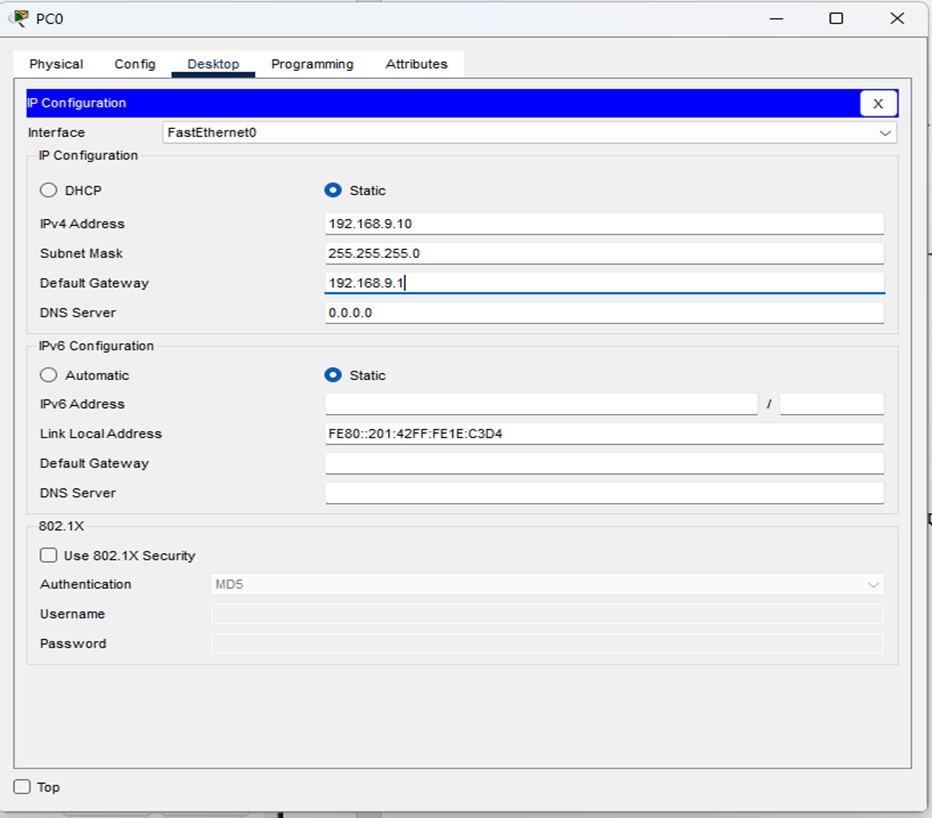 PC0
Physical Config Desktop Programming Attributes
IP Configuration X
Interface FastEthernet0
IP Configuration
DHCP Static
IPv4 Address 192.168.9.10
Subnet Mask 255.255.255.0
Default Gateway 192.168.9.1
DNS Server 0.0.0.0
IPv6 Configuration
Automatic Static
IPv6 Address /
Link Local Address FE80::201:42FF:FE1E:C3D4
Default Gateway
DNS Server
802.1X
Use 802.1X Security
Authentication MD5
Username
Password
Top